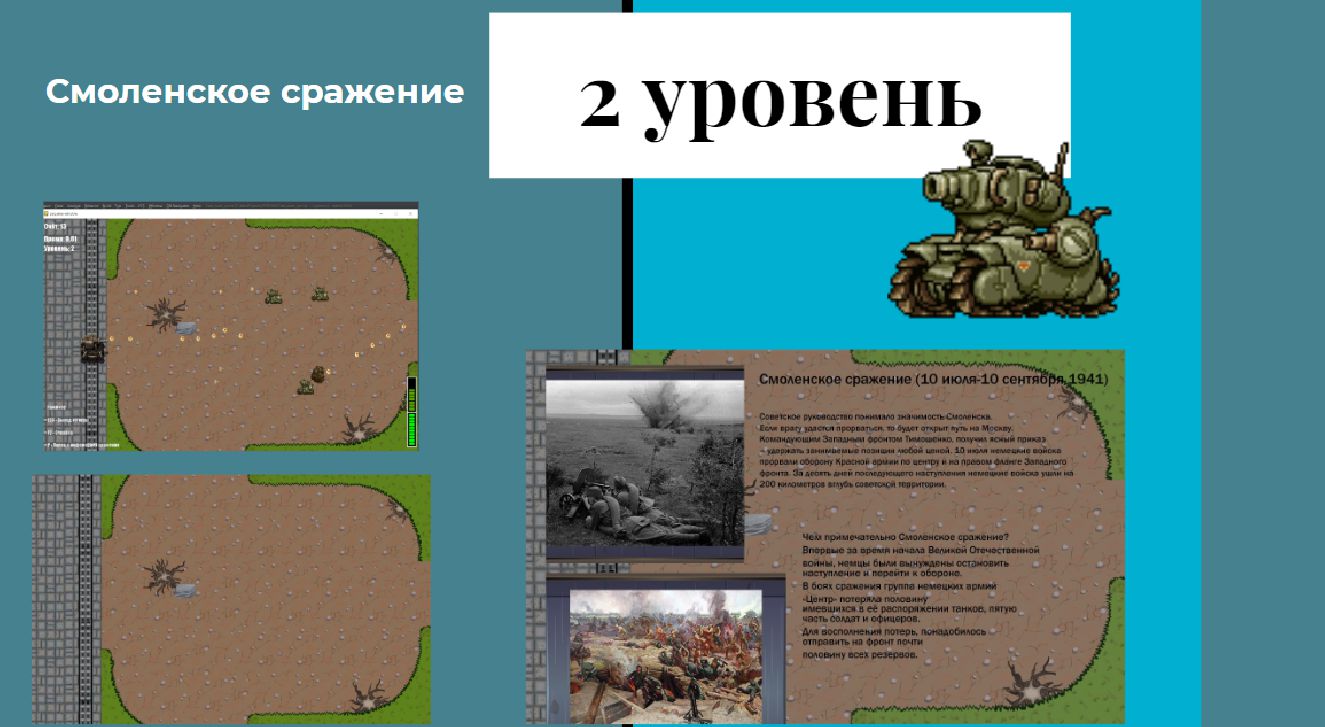 Смоленское сражение
2 уровень
Счёт: 53
Время: 0.61
Уровень: 2
Смоленское сражение (10 июля-10 сентября 1941)
Советское руководство понимало значимость Смоленска.
Если врагу удастся прорваться, то будет открыт путь на Москву.
Командующим Западным фронтом Тимошенко, получил ясный приказ
– удержать занимаемые позиции любой ценой. 10 июля немецкие войска
прорвали оборону Красной армии по центру и на правом фланге Западного
фронта. За десять дней последующего наступления немецкие войска ушли на
200 километров вглубь советской территории.
Чем примечательно Смоленское сражение?
Впервые за время начала Великой Отечественной
войны, немцы были вынуждены остановить
наступление и перейти к обороне.
В боях сражения группа немецких армий
«Центр» потеряла половину
имевшихся в её распоряжении танков, пятую
часть солдат и офицеров.
Для восполнения потерь, понадобилось
отправить на фронт почти
половину всех резервов.